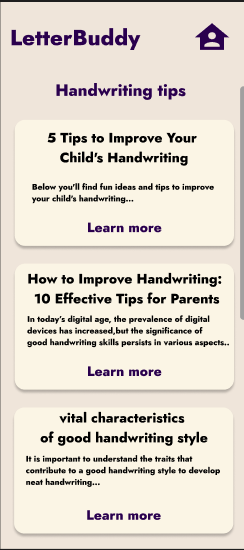 LetterBuddy
Handwriting tips
5 Tips to Improve Your
Child's Handwriting
Below you'll find fun ideas and tips to improve
your child's handwriting...
Learn more
How to Improve Handwriting:
10 Effective Tips for Parents
In today's digital age, the prevalence of digital
devices has increased,but the significance of
good handwriting skills persists in various aspects..
Learn more
vital characteristics
of good handwriting style
It is important to understand the traits that
contribute to a good handwriting style to develop
neat handwriting...
Learn more